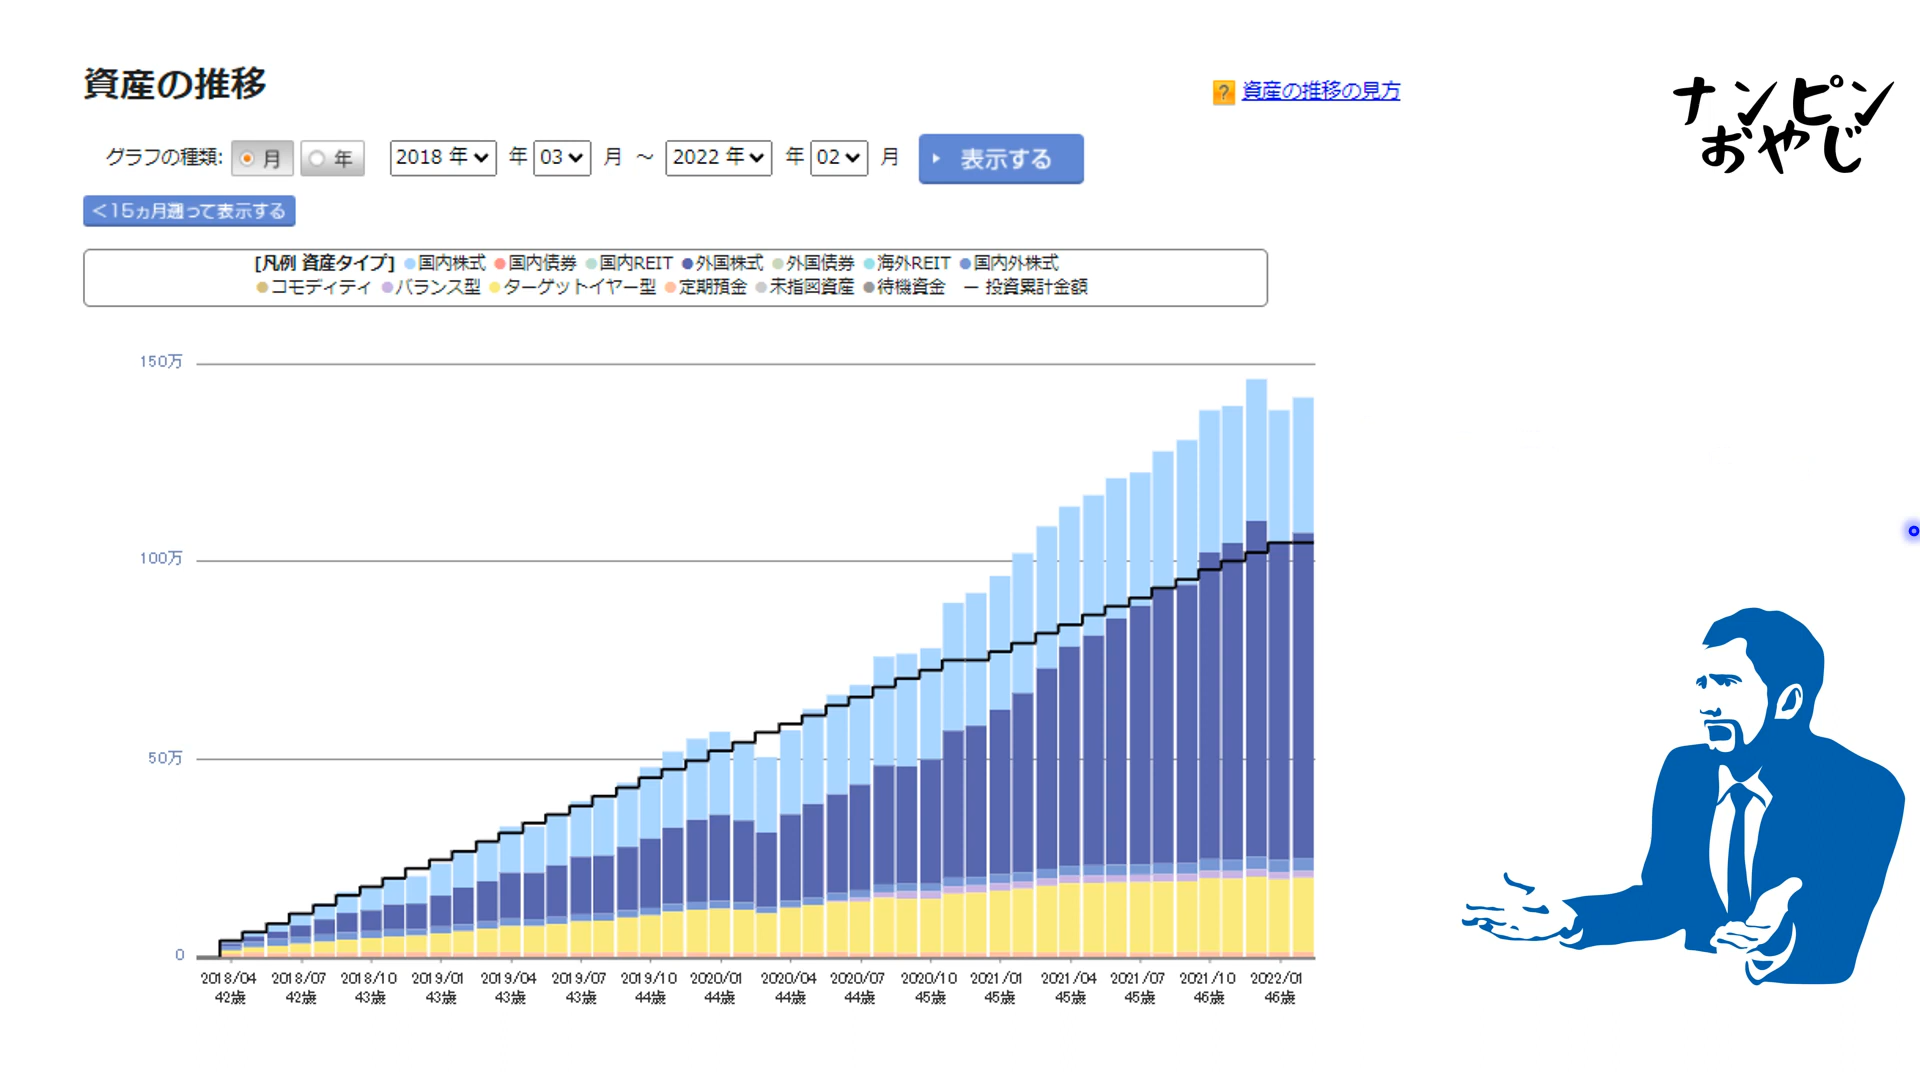 資産の推移
? 資産の推移の見方
ナンピン
おやじ
グラフの種類: 月 年 2018 年 年 03 月 ～ 2022 年 年 02 月 表示する
＜15ヵ月遡って表示する
[凡例 資産タイプ] ●国内株式 ●国内債券 ●国内REIT ●外国株式 ●外国債券 ●海外REIT ●国内外株式
●コモディティ ●バランス型 ●ターゲットイヤー型 ●定期預金 ●未指図資産 ●待機資金 ー 投資累計金額
150万
100万
50万
0
2018/04 2018/07 2018/10 2019/01 2019/04 2019/07 2019/10 2020/01 2020/04 2020/07 2020/10 2021/01 2021/04 2021/07 2021/10 2022/01
42歳 42歳 43歳 43歳 43歳 43歳 44歳 44歳 44歳 44歳 45歳 45歳 45歳 45歳 46歳 46歳